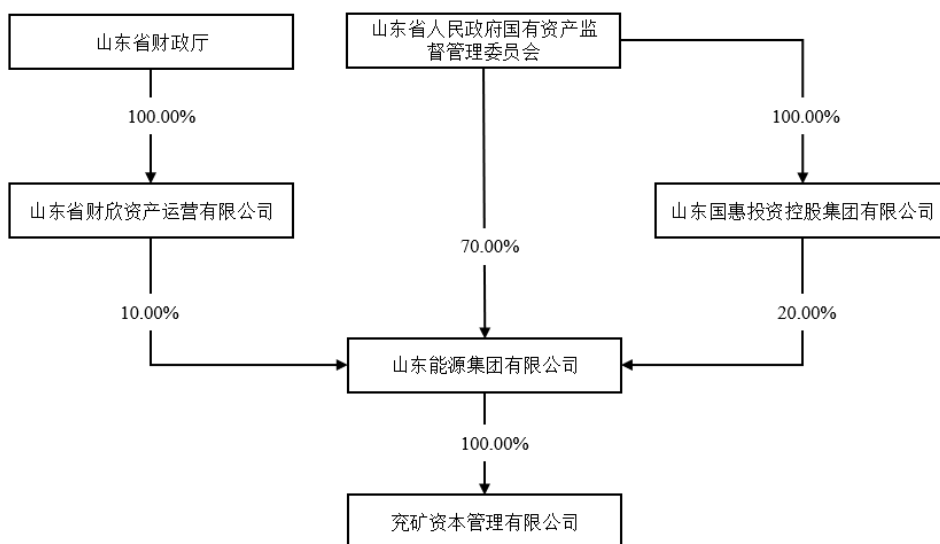 山东省财政厅
山东省人民政府国有资产监
督管理委员会
100.00%
100.00%
山东省财欣资产运营有限公司
山东国惠投资控股集团有限公司
70.00%
10.00%
20.00%
山东能源集团有限公司
100.00%
兖矿资本管理有限公司